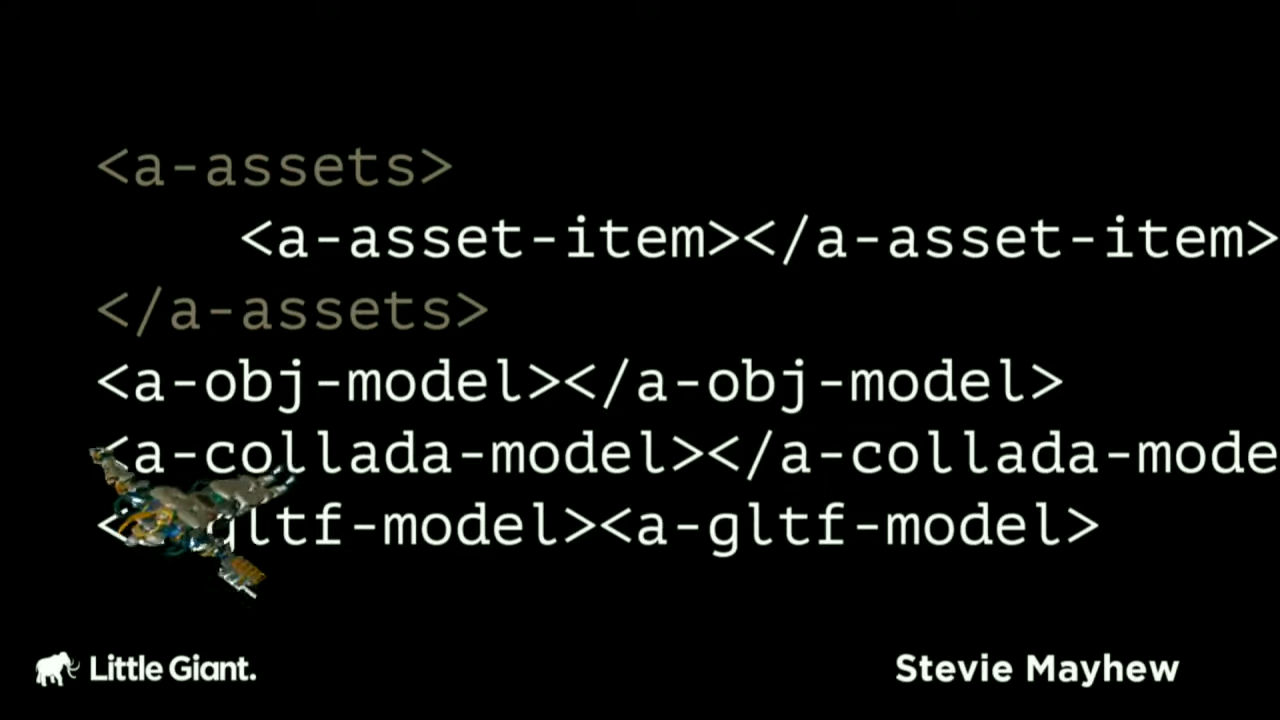 <a-assets>
<a-asset-item></a-asset-item>
</a-assets>
<a-obj-model></a-obj-model>
<a-collada-model></a-collada-mode
gltf-model><a-gltf-model>
Little Giant.
Stevie Mayhew